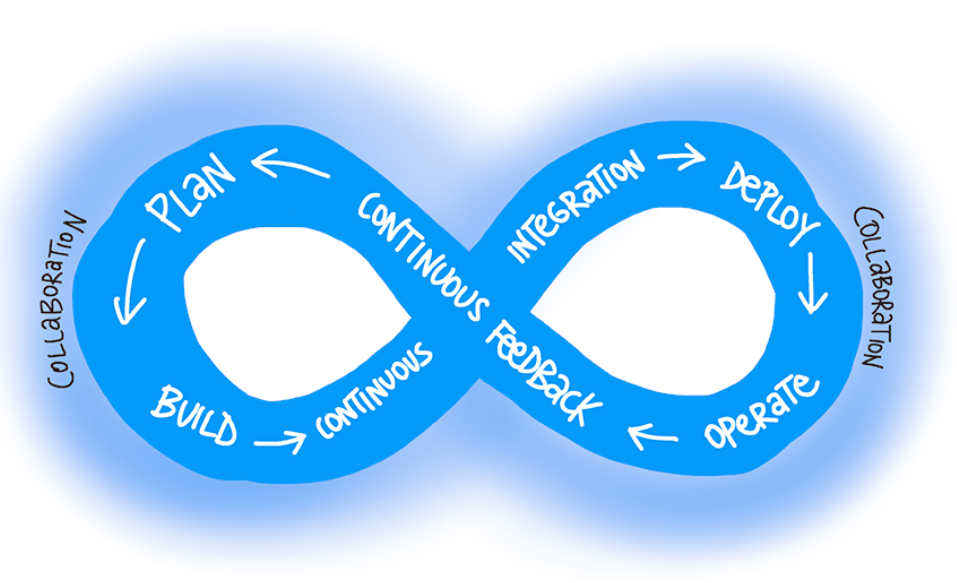 COLLABORATION
PLAN
BUILD
CONTINUOUS
INTEGRATION
DEPLOY
OPERATE
CONTINUOUS FEEDBACK
COLLABORATION